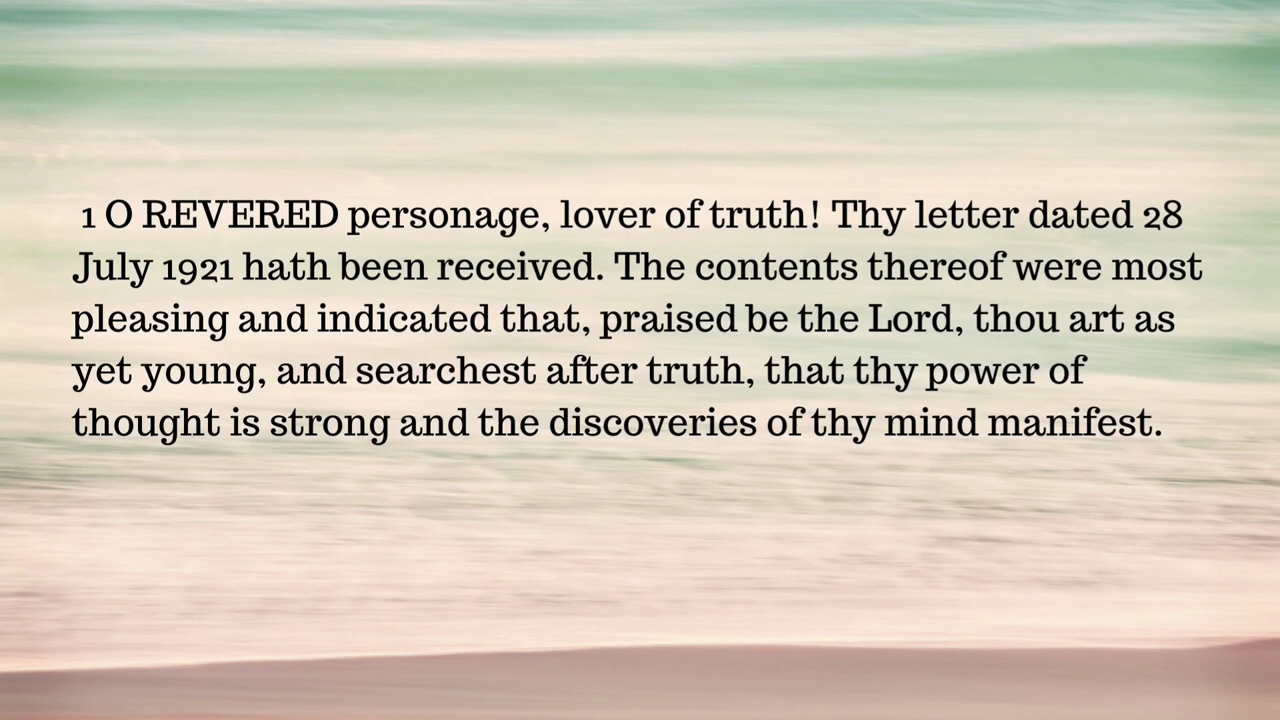 1 O REVERED personage, lover of truth! Thy letter dated 28
July 1921 hath been received. The contents thereof were most
pleasing and indicated that, praised be the Lord, thou art as
yet young, and searchest after truth, that thy power of
thought is strong and the discoveries of thy mind manifest.